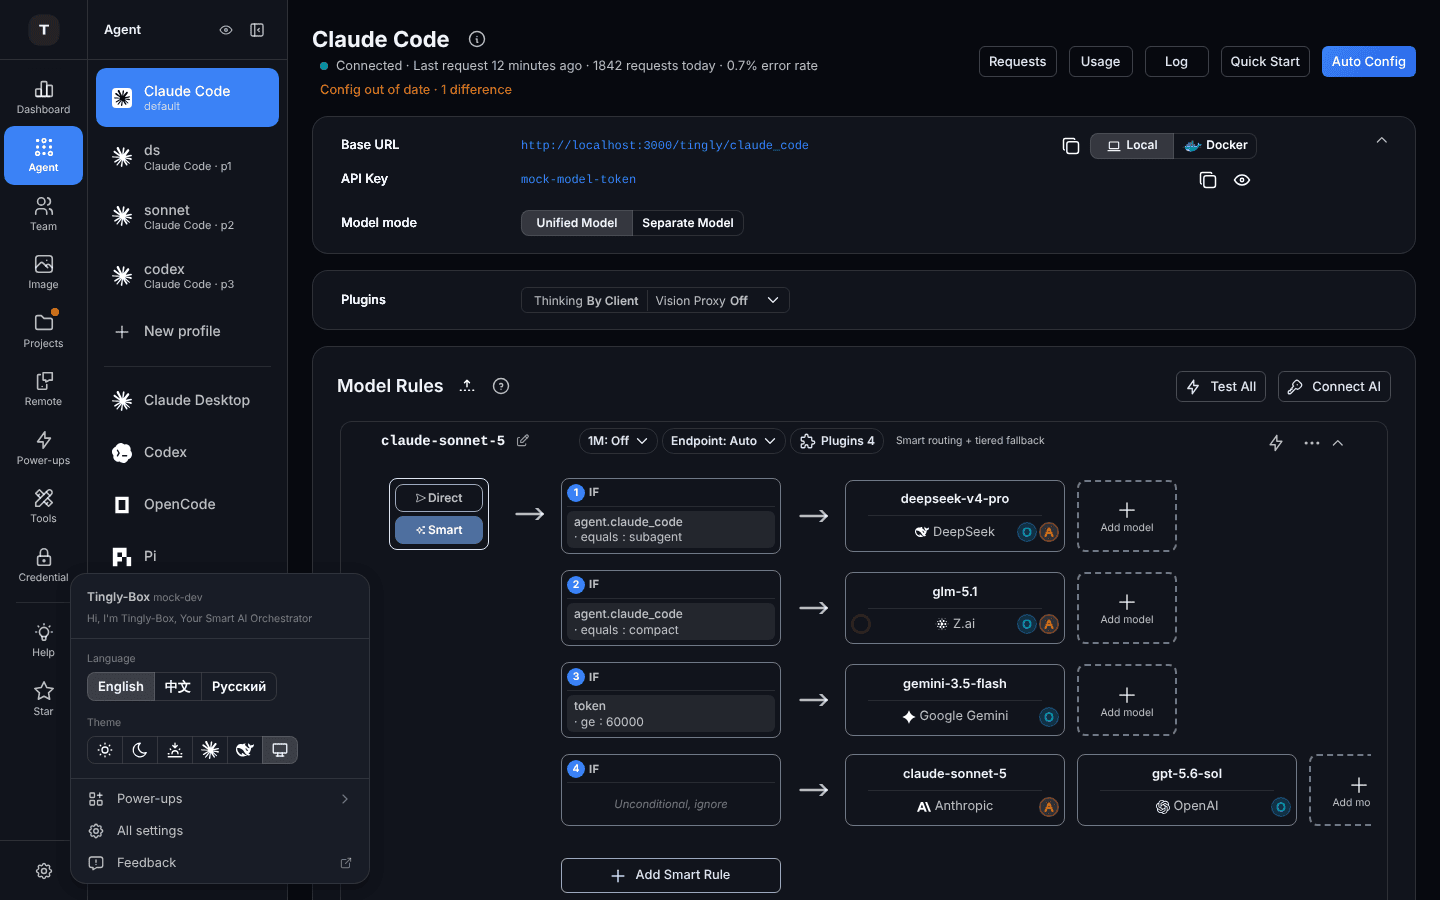 T
Dashboard
Agent
Team
Image
Projects
Remote
Power-ups
Tools
Credential
Help
Star
Agent
Claude Code
default
ds
Claude Code · p1
sonnet
Claude Code · p2
codex
Claude Code · p3
New profile
Claude Desktop
Codex
OpenCode
Pi
Tingly-Box mock-dev
Hi, I'm Tingly-Box, Your Smart AI Orchestrator
Language
English 中文 Русский
Theme
Power-ups
All settings
Feedback
Claude Code
Connected · Last request 12 minutes ago · 1842 requests today · 0.7% error rate
Config out of date · 1 difference
Requests Usage Log Quick Start Auto Config
Base URL http://localhost:3000/tingly/claude_code Local Docker
API Key mock-model-token
Model mode Unified Model Separate Model
Plugins Thinking By Client Vision Proxy Off
Model Rules Test All Connect AI
claude-sonnet-5 1M: Off Endpoint: Auto Plugins 4 Smart routing + tiered fallback
Direct
Smart
1 IF
agent.claude_code
· equals : subagent
deepseek-v4-pro
DeepSeek O A
Add model
2 IF
agent.claude_code
· equals : compact
glm-5.1
Z.ai O A
Add model
3 IF
token
· ge : 60000
gemini-3.5-flash
Google Gemini O
Add model
4 IF
Unconditional, ignore
claude-sonnet-5
Anthropic A
gpt-5.6-sol
OpenAI O
Add mo
Add Smart Rule